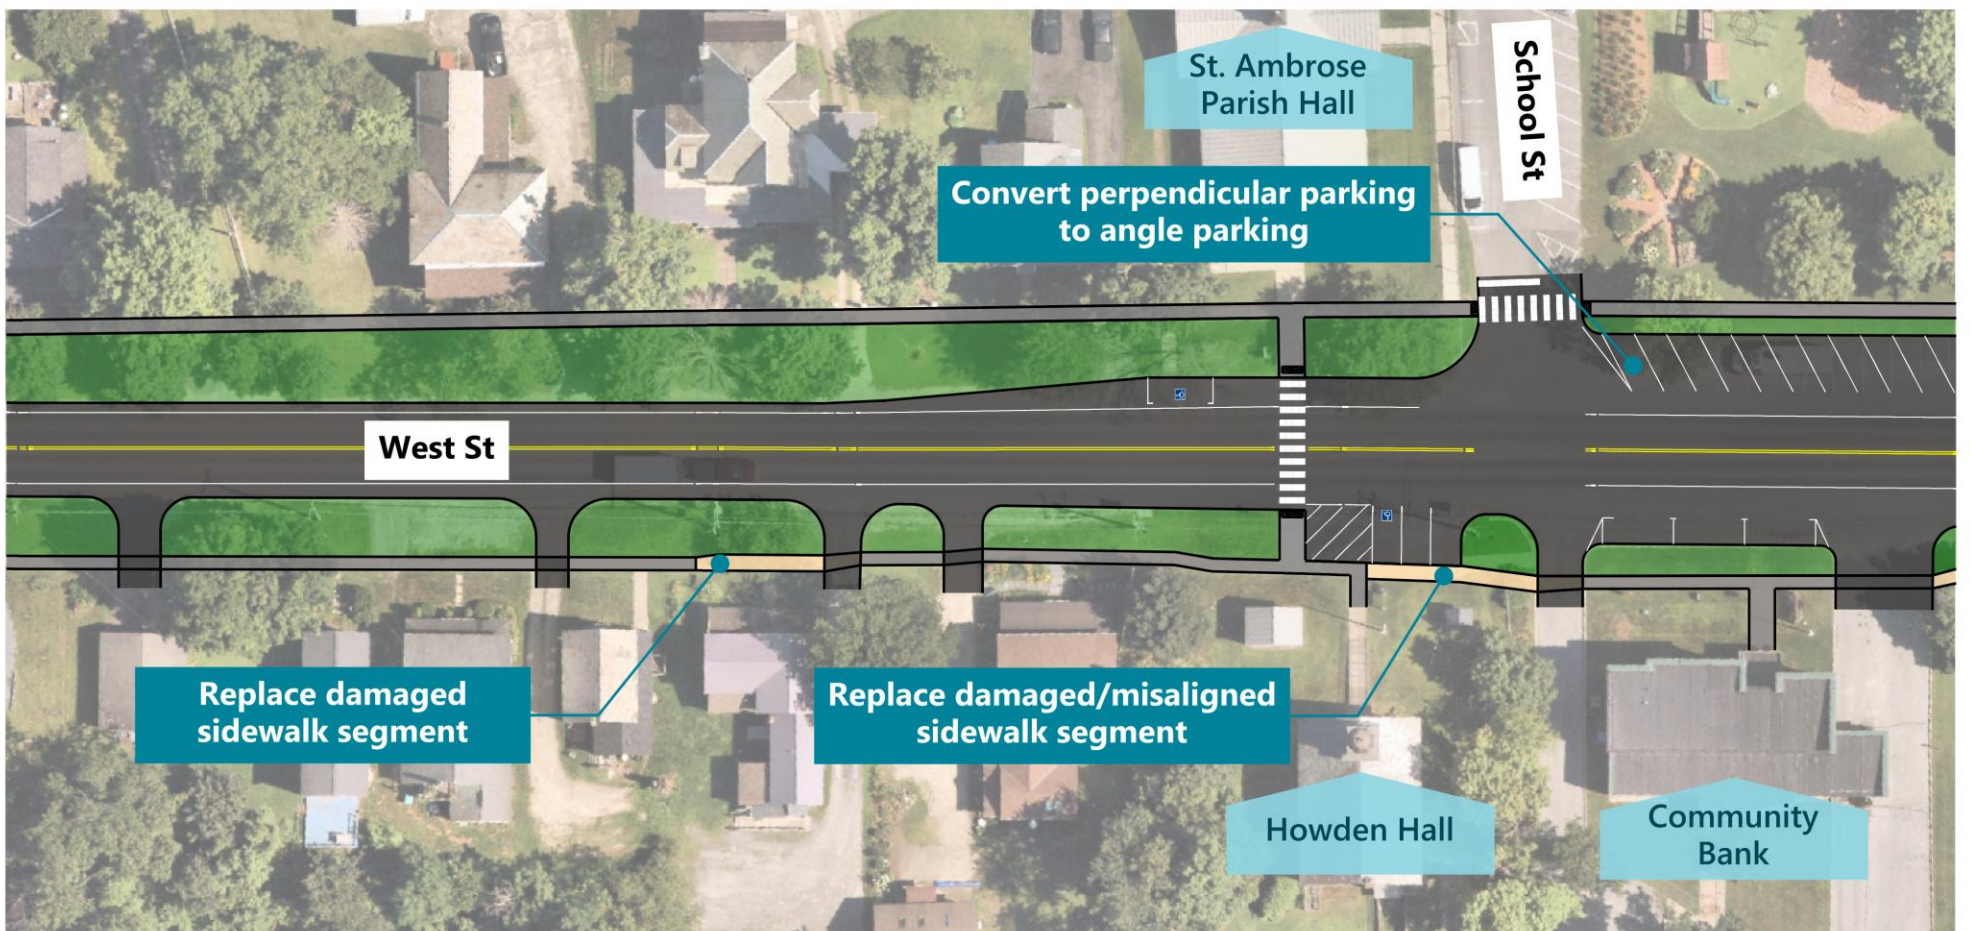 St. Ambrose
Parish Hall
School St
Convert perpendicular parking
to angle parking
West St
Replace damaged
sidewalk segment
Replace damaged/misaligned
sidewalk segment
Howden Hall
Community
Bank